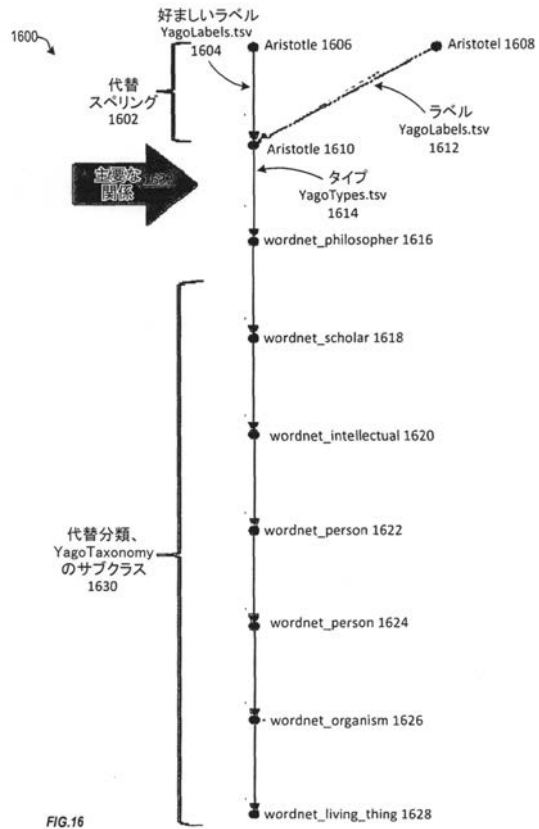 1600
好ましいラベル
YagoLabels.tsv
1604
Aristotle 1606
Aristotel 1608
代替
スペリング
1602
ラベル
YagoLabels.tsv
1612
Aristotle 1610
主要な
関係
タイプ
YagoTypes.tsv
1614
wordnet_philosopher 1616
wordnet_scholar 1618
wordnet_intellectual 1620
wordnet_person 1622
代替分類、
YagoTaxonomy
のサブクラス
1630
wordnet_person 1624
wordnet_organism 1626
wordnet_living_thing 1628
FIG.16